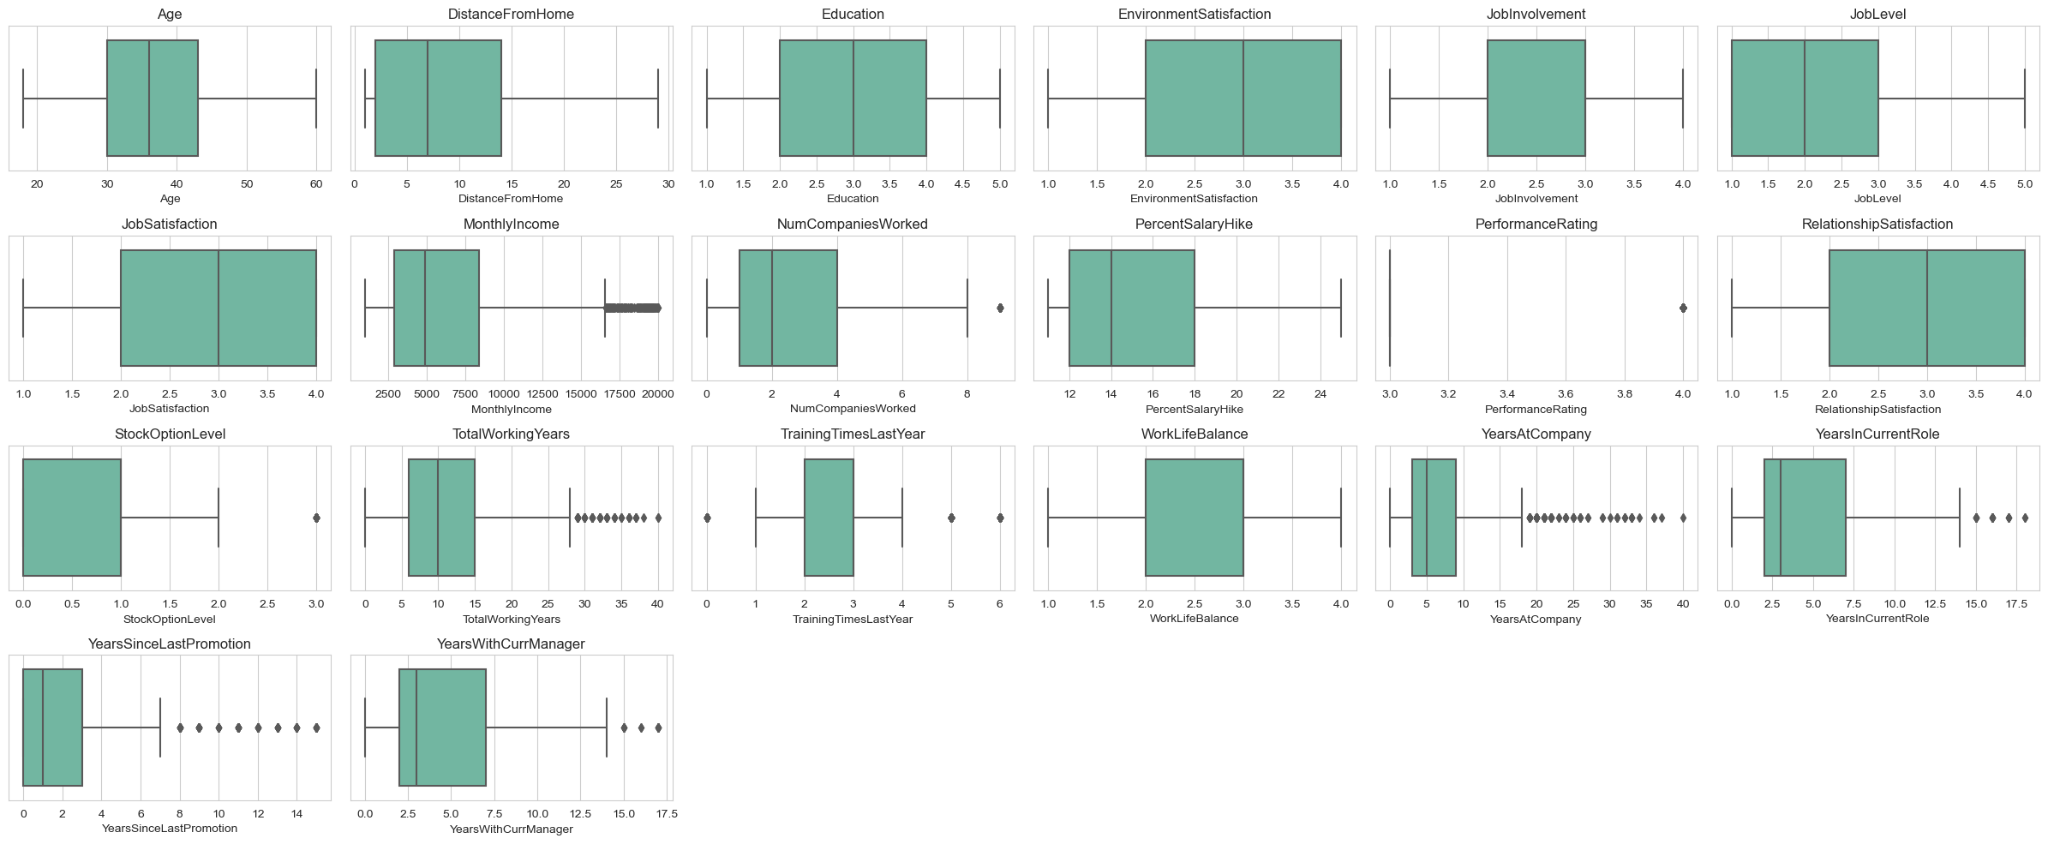 Age DistanceFromHome Education EnvironmentSatisfaction JobInvolvement JobLevel
20 30 40 50 60 0 5 10 15 20 25 30 1.0 1.5 2.0 2.5 3.0 3.5 4.0 4.5 5.0 1.0 1.5 2.0 2.5 3.0 3.5 4.0 1.0 1.5 2.0 2.5 3.0 3.5 4.0 1.0 1.5 2.0 2.5 3.0 3.5 4.0 4.5 5.0
Age DistanceFromHome Education EnvironmentSatisfaction JobInvolvement JobLevel
JobSatisfaction MonthlyIncome NumCompaniesWorked PercentSalaryHike PerformanceRating RelationshipSatisfaction
1.0 1.5 2.0 2.5 3.0 3.5 4.0 2500 5000 7500 10000 12500 15000 17500 20000 0 2 4 6 8 12 14 16 18 20 22 24 3.0 3.2 3.4 3.6 3.8 4.0 1.0 1.5 2.0 2.5 3.0 3.5 4.0
JobSatisfaction MonthlyIncome NumCompaniesWorked PercentSalaryHike PerformanceRating RelationshipSatisfaction
StockOptionLevel TotalWorkingYears TrainingTimesLastYear WorkLifeBalance YearsAtCompany YearsInCurrentRole
0.0 0.5 1.0 1.5 2.0 2.5 3.0 0 5 10 15 20 25 30 35 40 0 1 2 3 4 5 6 1.0 1.5 2.0 2.5 3.0 3.5 4.0 0 5 10 15 20 25 30 35 40 0.0 2.5 5.0 7.5 10.0 12.5 15.0 17.5
StockOptionLevel TotalWorkingYears TrainingTimesLastYear WorkLifeBalance YearsAtCompany YearsInCurrentRole
YearsSinceLastPromotion YearsWithCurrManager
0 2 4 6 8 10 12 14 0.0 2.5 5.0 7.5 10.0 12.5 15.0 17.5
YearsSinceLastPromotion YearsWithCurrManager